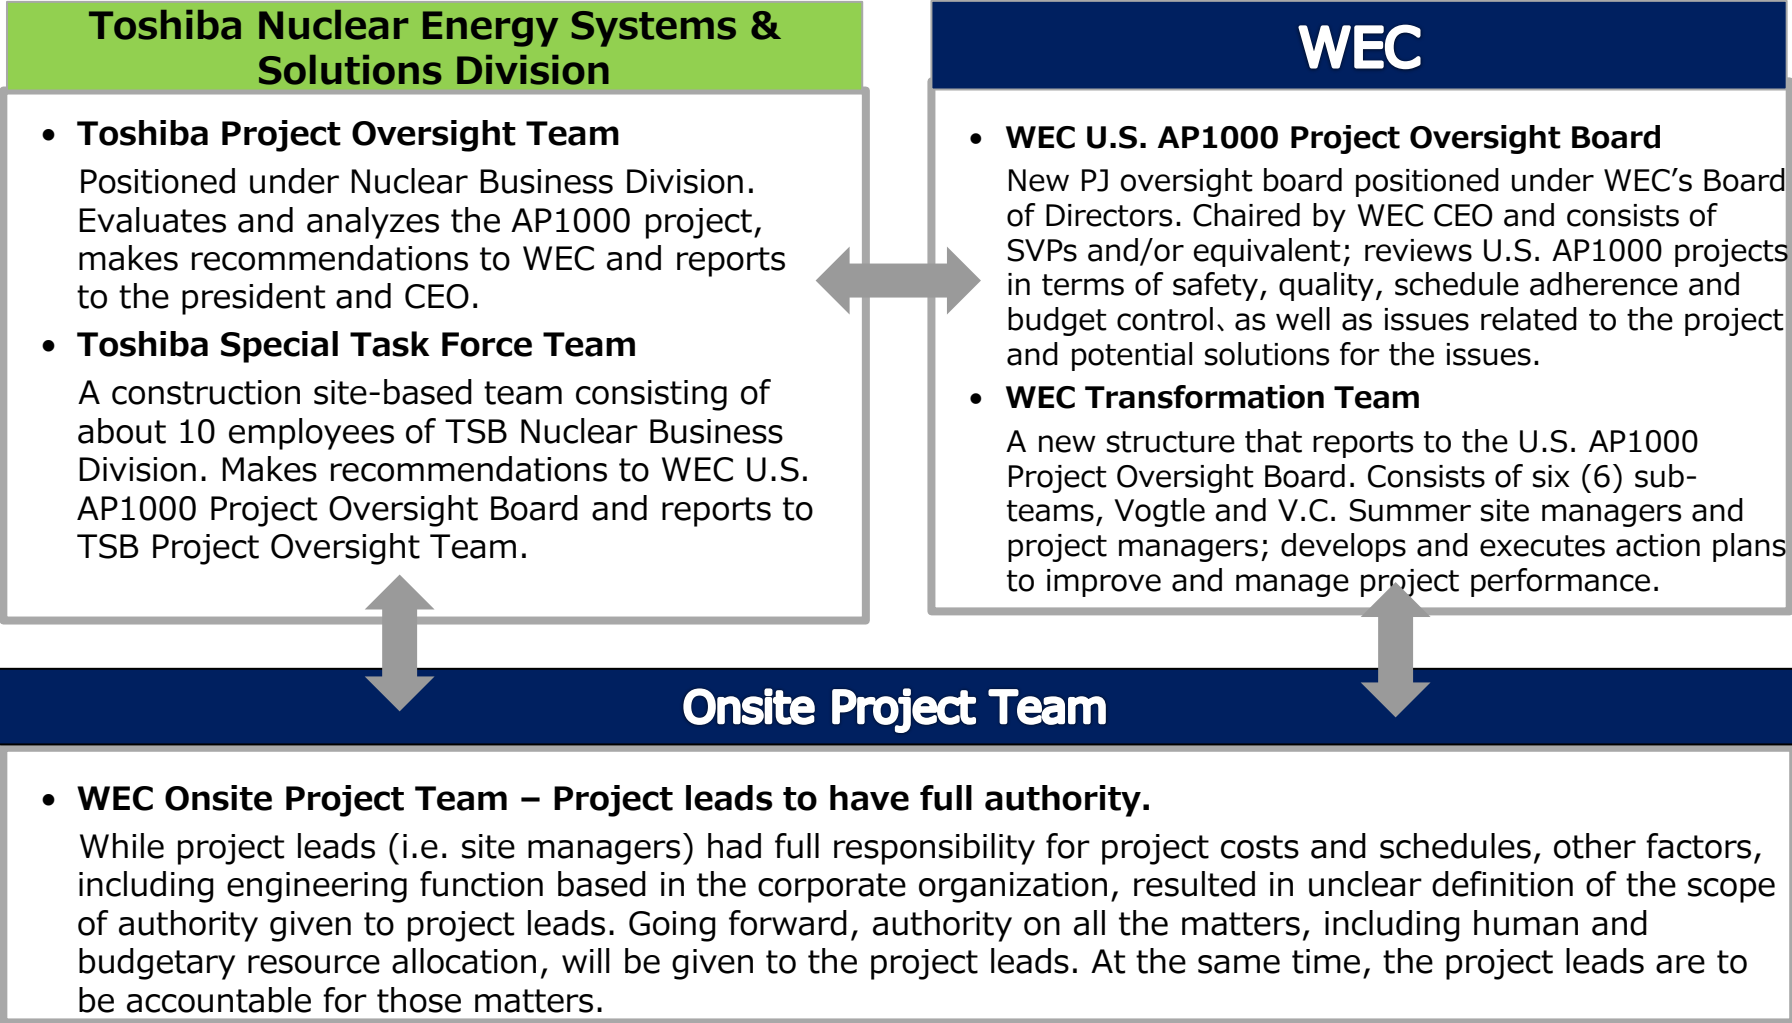 Toshiba Nuclear Energy Systems &
Solutions Division
• Toshiba Project Oversight Team
Positioned under Nuclear Business Division.
Evaluates and analyzes the AP1000 project,
makes recommendations to WEC and reports
to the president and CEO.
• Toshiba Special Task Force Team
A construction site-based team consisting of
about 10 employees of TSB Nuclear Business
Division. Makes recommendations to WEC U.S.
AP1000 Project Oversight Board and reports to
TSB Project Oversight Team.
WEC
• WEC U.S. AP1000 Project Oversight Board
New PJ oversight board positioned under WEC’s Board
of Directors. Chaired by WEC CEO and consists of
SVPs and/or equivalent; reviews U.S. AP1000 projects
in terms of safety, quality, schedule adherence and
budget control、as well as issues related to the project
and potential solutions for the issues.
• WEC Transformation Team
A new structure that reports to the U.S. AP1000
Project Oversight Board. Consists of six (6) sub-
teams, Vogtle and V.C. Summer site managers and
project managers; develops and executes action plans
to improve and manage project performance.
Onsite Project Team
• WEC Onsite Project Team – Project leads to have full authority.
While project leads (i.e. site managers) had full responsibility for project costs and schedules, other factors,
including engineering function based in the corporate organization, resulted in unclear definition of the scope
of authority given to project leads. Going forward, authority on all the matters, including human and
budgetary resource allocation, will be given to the project leads. At the same time, the project leads are to
be accountable for those matters.